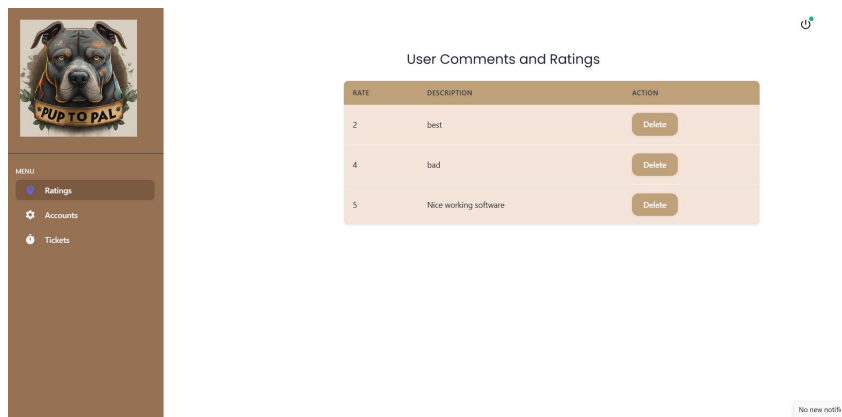 PUP TO PAL
MENU
Ratings
Accounts
Tickets
User Comments and Ratings
RATE DESCRIPTION ACTION
2 best Delete
4 bad Delete
5 Nice working software Delete
No new notifi